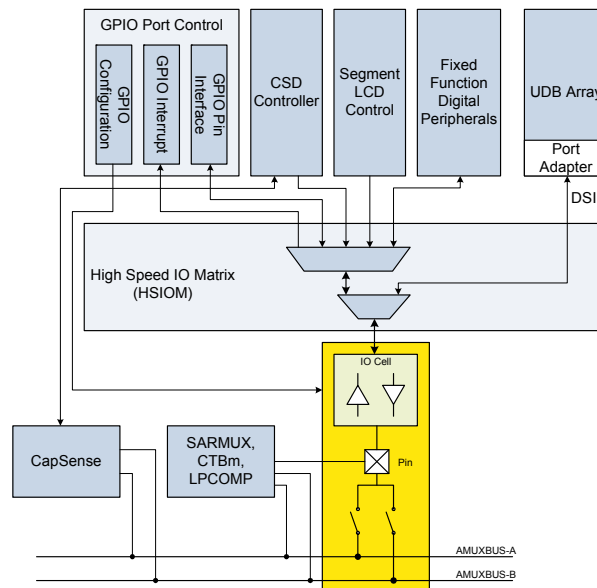 GPIO Port Control
GPIO
Configuration
GPIO Interrupt
GPIO Pin
Interface
CSD
Controller
Segment
LCD
Control
Fixed
Function
Digital
Peripherals
UDB Array
Port
Adapter
DSI
High Speed IO Matrix
(HSIOM)
IO Cell
CapSense
SARMUX,
CTBm,
LPCOMP
Pin
AMUXBUS-A
AMUXBUS-B